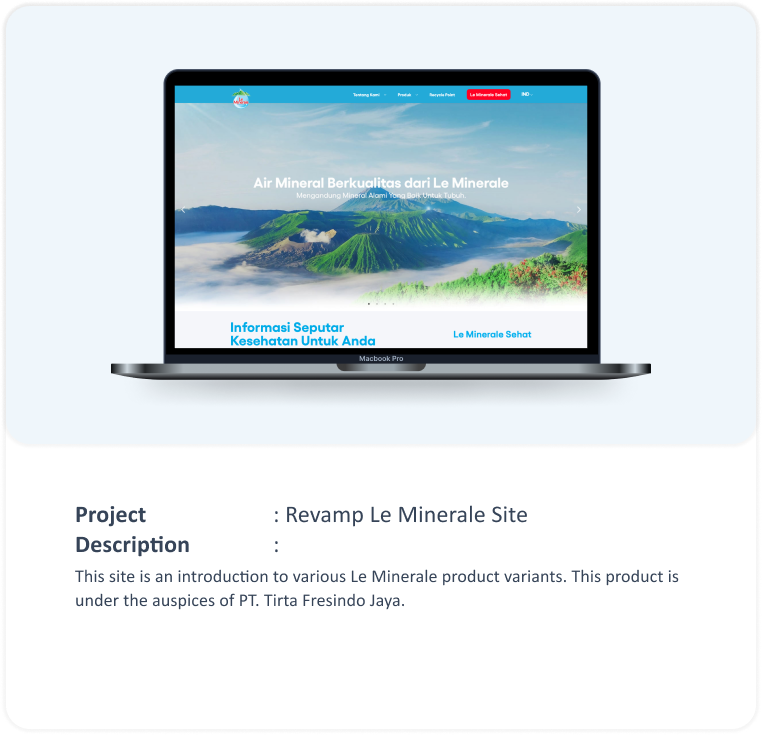 Le Minerale
Tentang Kami Produk Recycle Point Le Minerale Sehat IND
Air Mineral Berkualitas dari Le Minerale
Mengandung Mineral Alami Yang Baik Untuk Tubuh.
Informasi Seputar
Kesehatan Untuk Anda
Le Minerale Sehat
Macbook Pro
Project : Revamp Le Minerale Site
Description :
This site is an introduction to various Le Minerale product variants. This product is
under the auspices of PT. Tirta Fresindo Jaya.